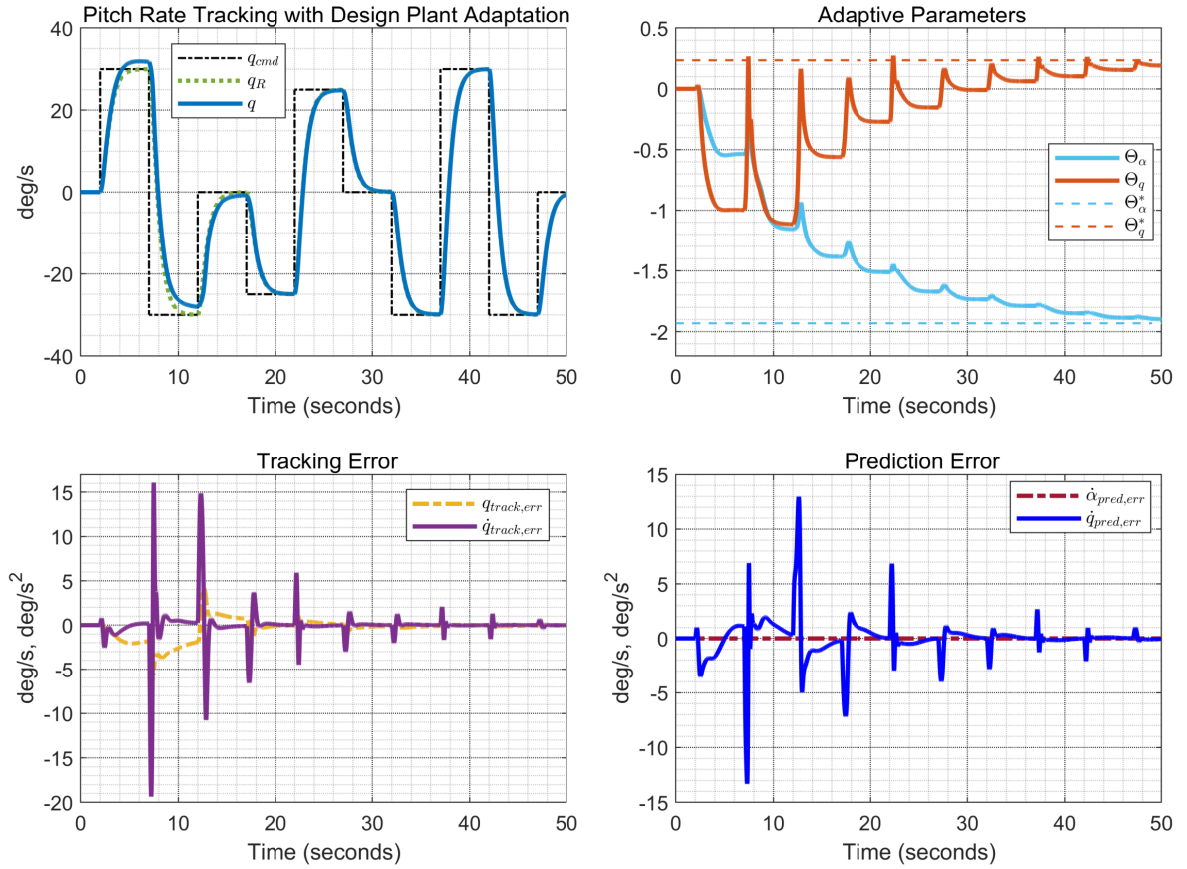 Pitch Rate Tracking with Design Plant Adaptation
40
20
0
-20
-40
deg/s
q_cmd
q_R
q
0 10 20 30 40 50
Time (seconds)
Adaptive Parameters
0.5
0
-0.5
-1
-1.5
-2
Θ_α
Θ_q
Θ*_α
Θ*_q
0 10 20 30 40 50
Time (seconds)
Tracking Error
15
10
5
0
-5
-10
-15
-20
deg/s, deg/s²
q_track,err
q̇_track,err
0 10 20 30 40 50
Time (seconds)
Prediction Error
15
10
5
0
-5
-10
-15
deg/s, deg/s²
α̇_pred,err
q̇_pred,err
0 10 20 30 40 50
Time (seconds)